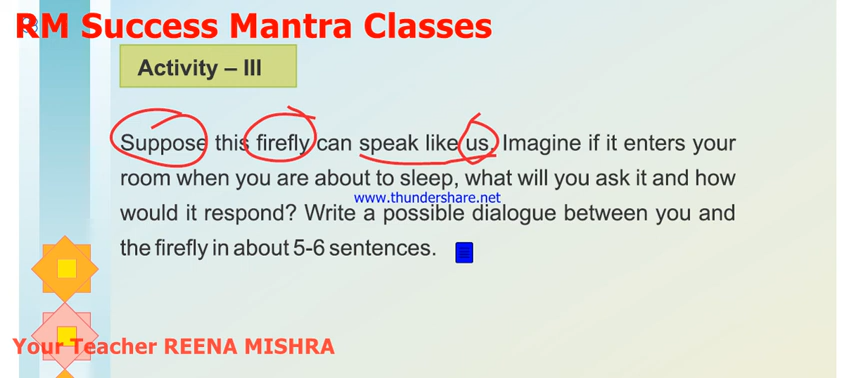 RM Success Mantra Classes
Activity – III
Suppose this firefly can speak like us. Imagine if it enters your
room when you are about to sleep, what will you ask it and how
www.thundershare.net
would it respond? Write a possible dialogue between you and
the firefly in about 5-6 sentences.
Your Teacher REENA MISHRA